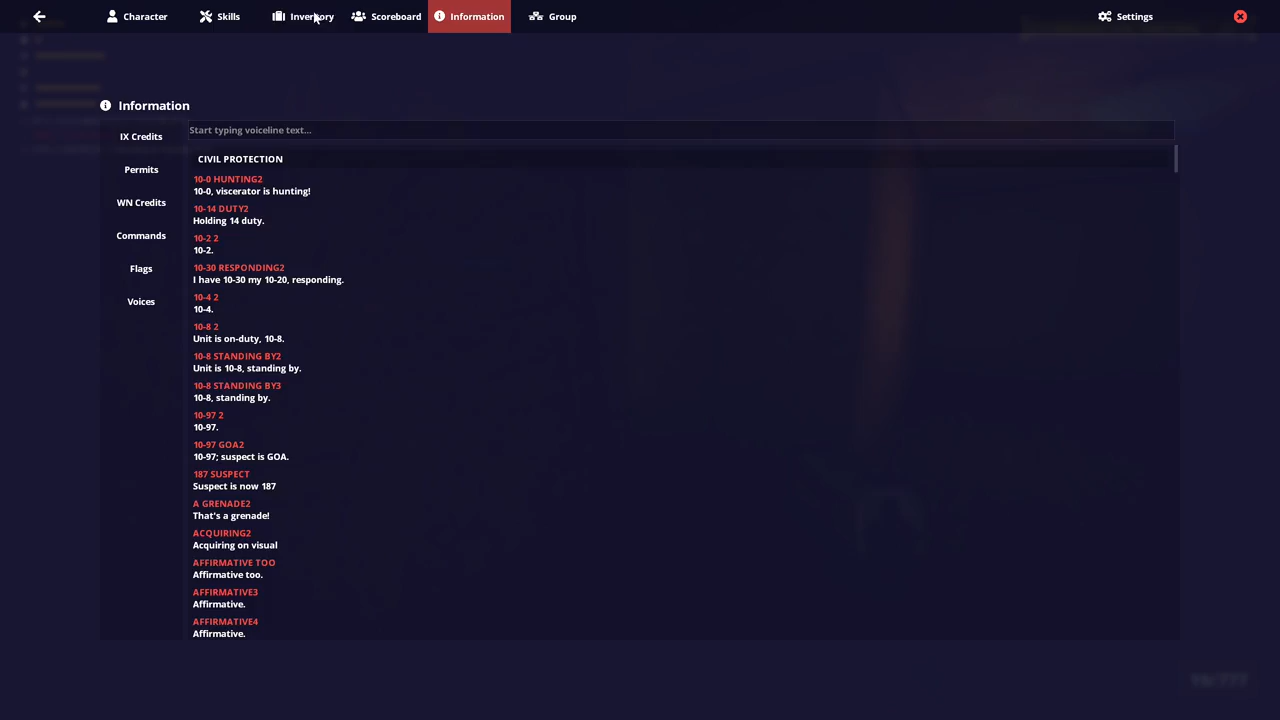 Character Skills Inventory Scoreboard Information Group Settings
Information
IX Credits
Permits
WN Credits
Commands
Flags
Voices
Start typing voiceline text...
CIVIL PROTECTION
10-0 HUNTING2
10-0, viscerator is hunting!
10-14 DUTY2
Holding 14 duty.
10-2 2
10-2.
10-30 RESPONDING2
I have 10-30 my 10-20, responding.
10-4 2
10-4.
10-8 2
Unit is on-duty, 10-8.
10-8 STANDING BY2
Unit is 10-8, standing by.
10-8 STANDING BY3
10-8, standing by.
10-97 2
10-97.
10-97 GOA2
10-97; suspect is GOA.
187 SUSPECT
Suspect is now 187
A GRENADE2
That's a grenade!
ACQUIRING2
Acquiring on visual
AFFIRMATIVE TOO
Affirmative too.
AFFIRMATIVE3
Affirmative.
AFFIRMATIVE4
Affirmative.